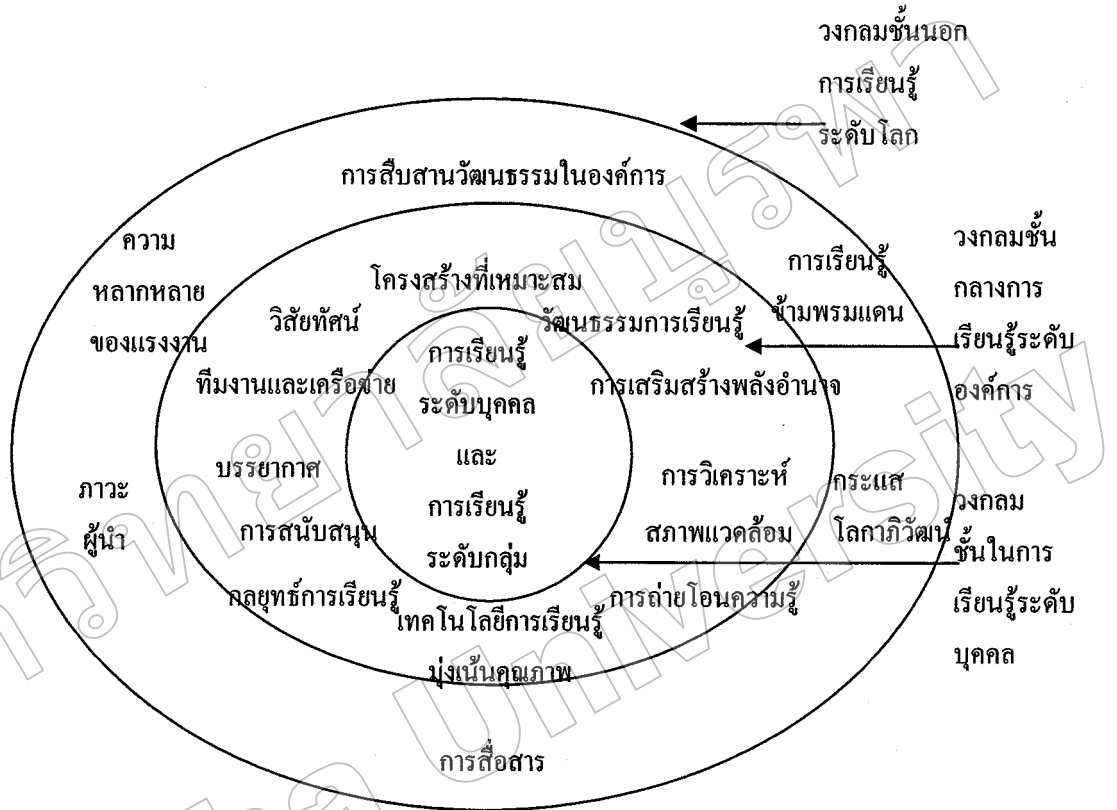 วงกลมชั้นนอก
การเรียนรู้
ระดับโลก
การสืบสานวัฒนธรรมในองค์การ
ความ
หลากหลาย
ของแรงงาน
ภาวะ
ผู้นำ
การเรียนรู้
ข้ามพรมแดน
กระแส
โลกาภิวัฒน์
การสื่อสาร
โครงสร้างที่เหมาะสม
วิสัยทัศน์
วัฒนธรรมการเรียนรู้
ทีมงานและเครือข่าย
การเสริมสร้างพลังอำนาจ
บรรยากาศ
การสนับสนุน
การวิเคราะห์
สภาพแวดล้อม
กลยุทธ์การเรียนรู้
การถ่ายโอนความรู้
เทคโนโลยีการเรียนรู้
มุ่งเน้นคุณภาพ
การเรียนรู้
ระดับบุคคล
และ
การเรียนรู้
ระดับกลุ่ม
วงกลมชั้น
กลางการ
เรียนรู้ระดับ
องค์การ
วงกลม
ชั้นในการ
เรียนรู้ระดับ
บุคคล
University